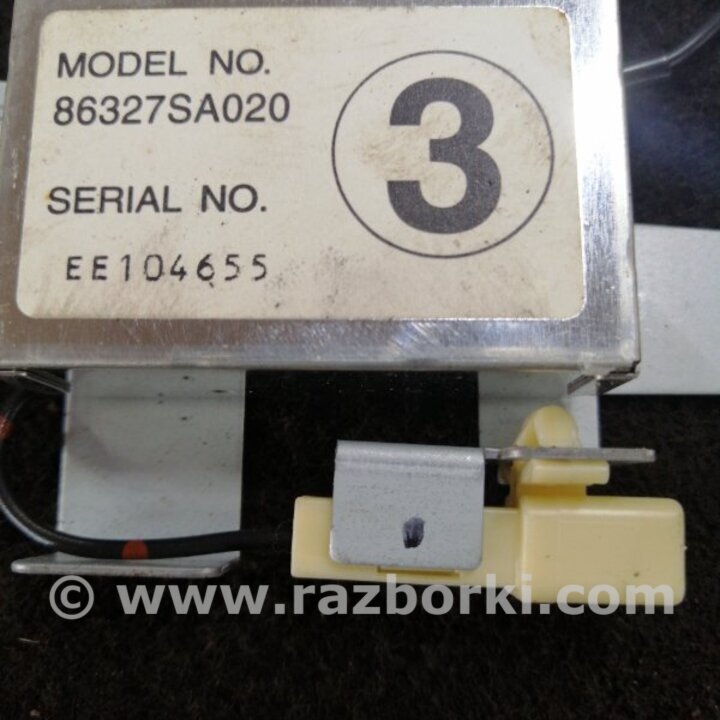 MODEL NO.
86327SA020
3
SERIAL NO.
EE104655
© www.razborki.com